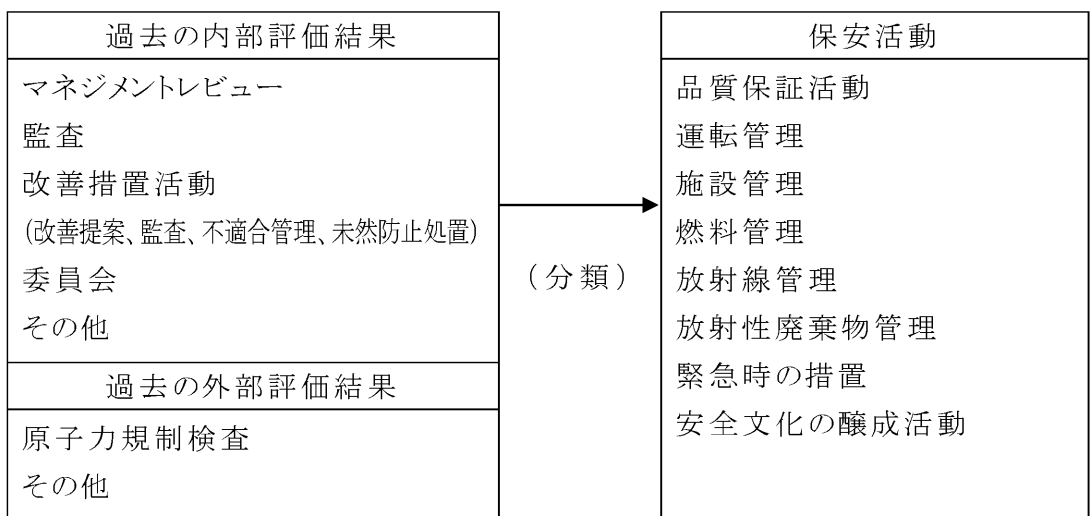 過去の内部評価結果
マネジメントレビュー
監査
改善措置活動
(改善提案、監査、不適合管理、未然防止処置)
委員会
その他
過去の外部評価結果
原子力規制検査
その他
(分類)
保安活動
品質保証活動
運転管理
施設管理
燃料管理
放射線管理
放射性廃棄物管理
緊急時の措置
安全文化の醸成活動